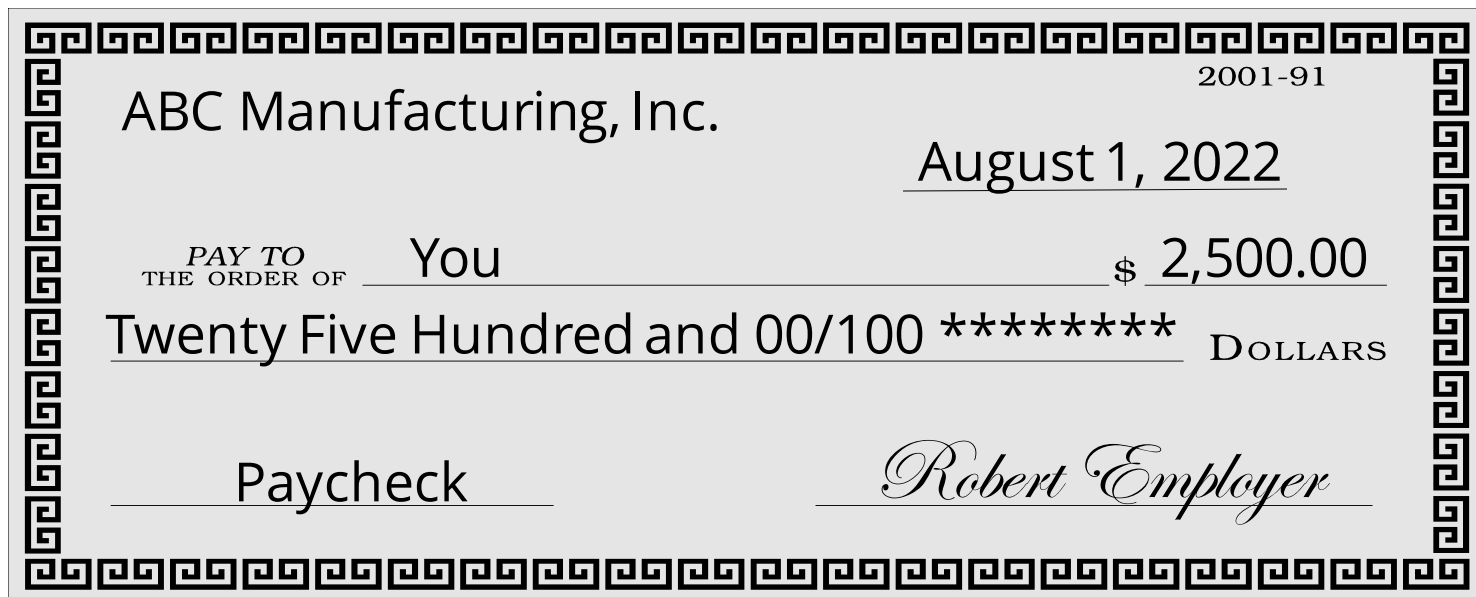 2001-91
ABC Manufacturing, Inc.
August 1, 2022
PAY TO
THE ORDER OF You $ 2,500.00
Twenty Five Hundred and 00/100 ******** DOLLARS
Paycheck Robert Employer